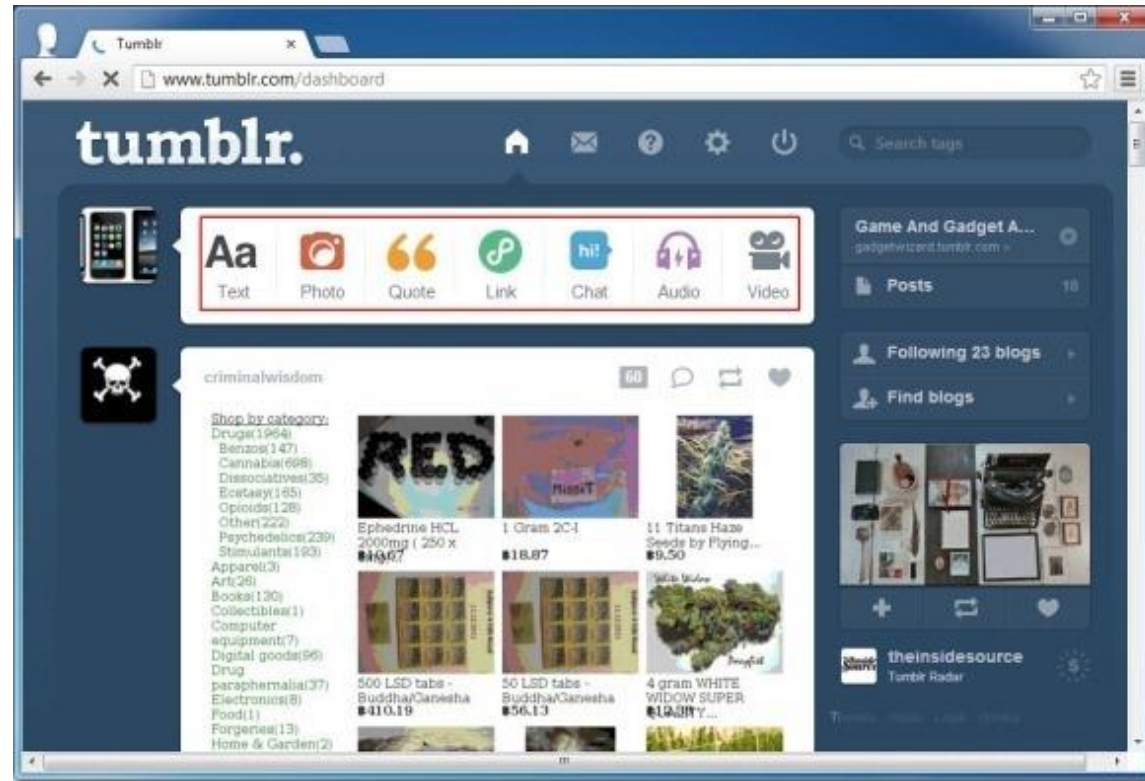 Tumblr
www.tumblr.com/dashboard
tumblr.
Search tags
Aa
hi!
Text Photo Quote Link Chat Audio Video
Game And Gadget A...
gadgetwizard.tumblr.com »
Posts 10
Following 23 blogs
Find blogs
criminalwisdom
60
Shop by category:
Drugs(1964)
Benzos(147)
Cannabis(698)
Dissociatives(35)
Ecstasy(165)
Opioids(128)
Other(222)
Psychedelics(239)
Stimulants(193)
Apparel(3)
Art(26)
Books(130)
Collectibles(1)
Computer
equipment(7)
Digital goods(96)
Drug
paraphernalia(37)
Electronics(8)
Food(1)
Forgeries(13)
Home & Garden(2)
RED
Ephedrine HCL
2000mg ( 250 x
1 Gram 2C-I
฿18.87
11 Titans Haze
Seeds by Flying...
฿9.50
500 LSD tabs -
Buddha/Ganesha
฿410.19
50 LSD tabs -
Buddha/Ganesha
฿56.13
White Widow
4 gram WHITE
WIDOW SUPER
theinsidesource
Tumblr Radar